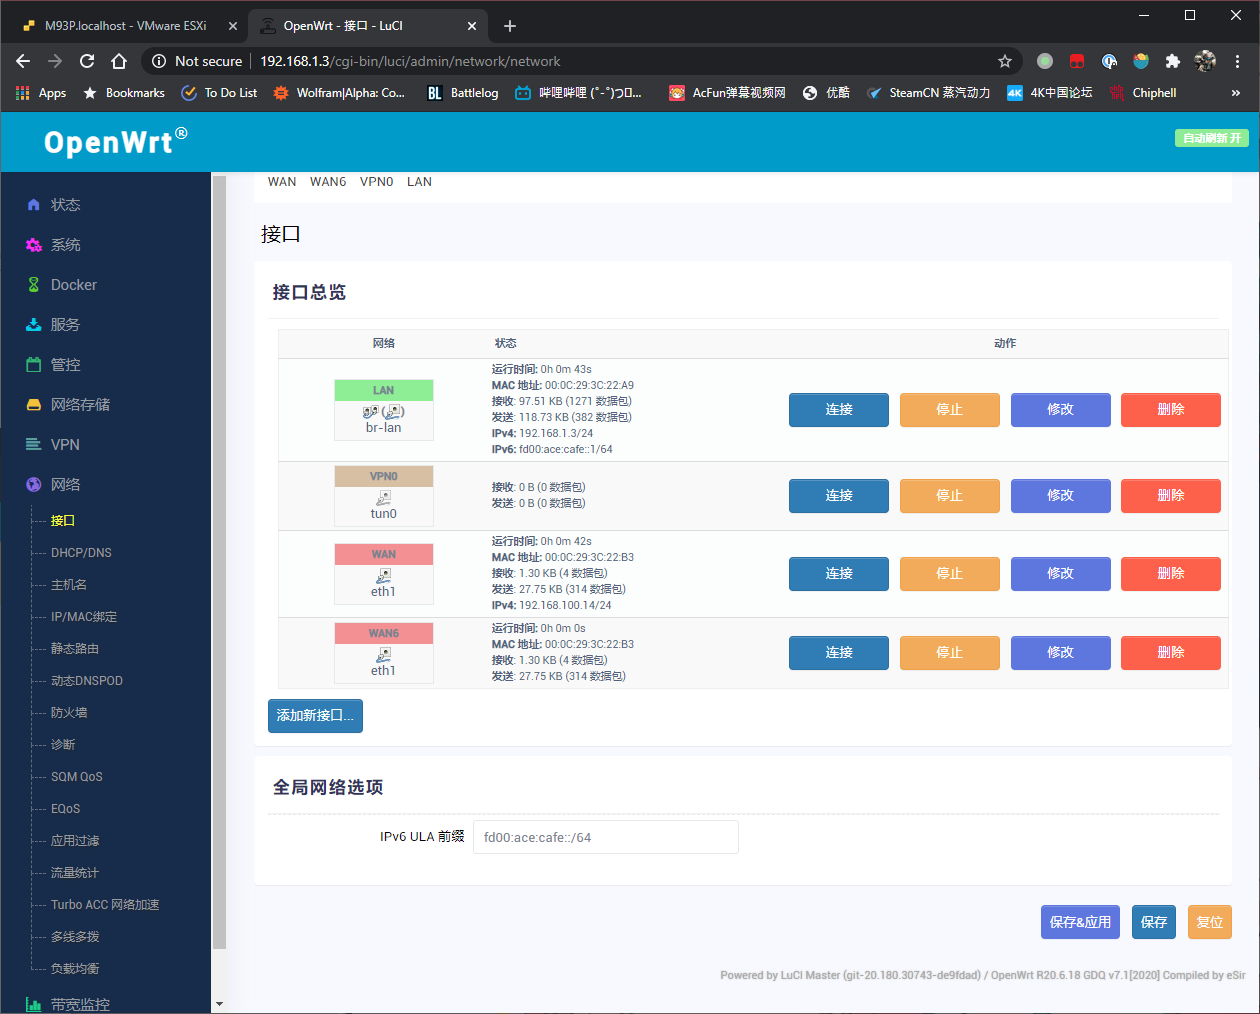 M93P.localhost - VMware ESXi
OpenWrt - 接口 - LuCI
Not secure
192.168.1.3/cgi-bin/luci/admin/network/network
Apps
Bookmarks
To Do List
Wolfram|Alpha: Co...
BL Battlelog
AcFun弹幕视频网
优酷
SteamCN 蒸汽动力
4K 4K中国论坛
Chiphell
»
OpenWrt®
自动刷新 开
WAN WAN6 VPN0 LAN
状态
系统
Docker
服务
管控
网络存储
VPN
网络
接口
DHCP/DNS
主机名
IP/MAC绑定
静态路由
动态DNSPOD
防火墙
诊断
SQM QoS
EQoS
应用过滤
流量统计
Turbo ACC 网络加速
多线多拨
负载均衡
带宽监控
接口
接口总览
网络 状态 动作
LAN
br-lan
运行时间: 0h 0m 43s
MAC 地址: 00:0C:29:3C:22:A9
接收: 97.51 KB (1271 数据包)
发送: 118.73 KB (382 数据包)
IPv4: 192.168.1.3/24
IPv6: fd00:ace:cafe::1/64
连接 停止 修改 删除
VPN0
tun0
接收: 0 B (0 数据包)
发送: 0 B (0 数据包)
连接 停止 修改 删除
WAN
eth1
运行时间: 0h 0m 42s
MAC 地址: 00:0C:29:3C:22:B3
接收: 1.30 KB (4 数据包)
发送: 27.75 KB (314 数据包)
IPv4: 192.168.100.14/24
连接 停止 修改 删除
WAN6
eth1
运行时间: 0h 0m 0s
MAC 地址: 00:0C:29:3C:22:B3
接收: 1.30 KB (4 数据包)
发送: 27.75 KB (314 数据包)
连接 停止 修改 删除
添加新接口...
全局网络选项
IPv6 ULA 前缀 fd00:ace:cafe::/64
保存&应用 保存 复位
Powered by LuCI Master (git-20.180.30743-de9fdad) / OpenWrt R20.6.18 GDQ v7.1[2020] Compiled by eSir